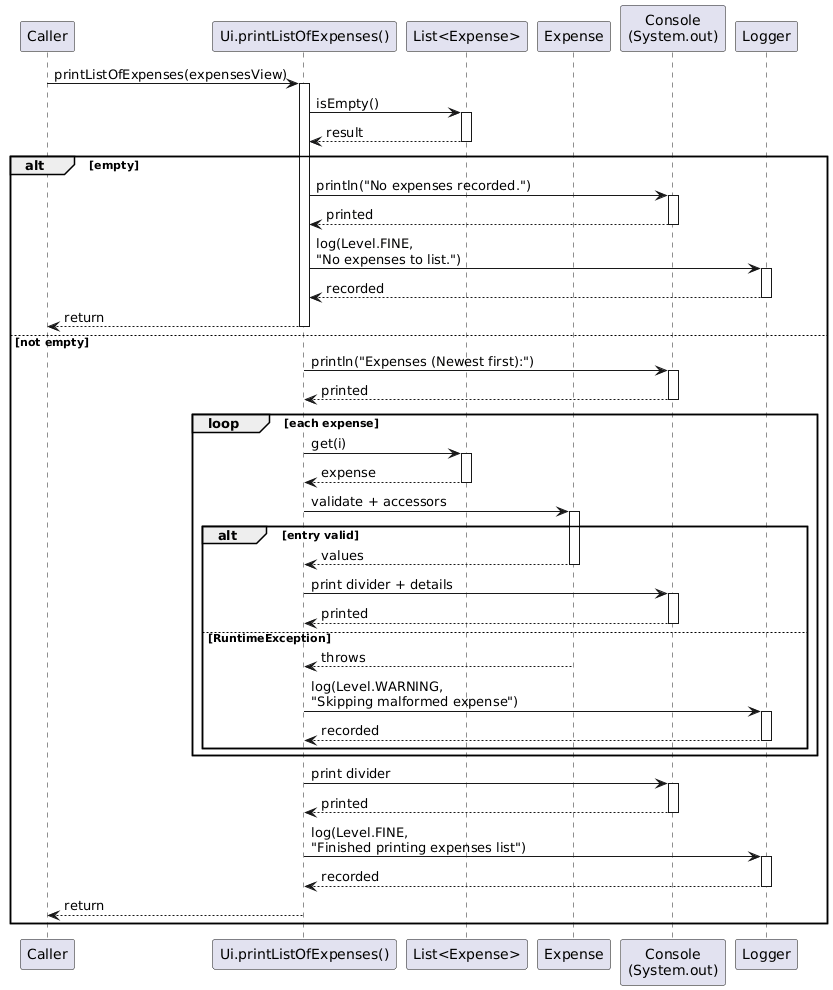 Caller
Ui.printListOfExpenses()
List<Expense>
Expense
Console
(System.out)
Logger
printListOfExpenses(expensesView)
isEmpty()
result
alt
[empty]
println("No expenses recorded.")
printed
log(Level.FINE,
"No expenses to list.")
recorded
return
[not empty]
println("Expenses (Newest first):")
printed
loop
[each expense]
get(i)
expense
validate + accessors
alt
[entry valid]
values
print divider + details
printed
[RuntimeException]
throws
log(Level.WARNING,
"Skipping malformed expense")
recorded
print divider
printed
log(Level.FINE,
"Finished printing expenses list")
recorded
return
Caller
Ui.printListOfExpenses()
List<Expense>
Expense
Console
(System.out)
Logger